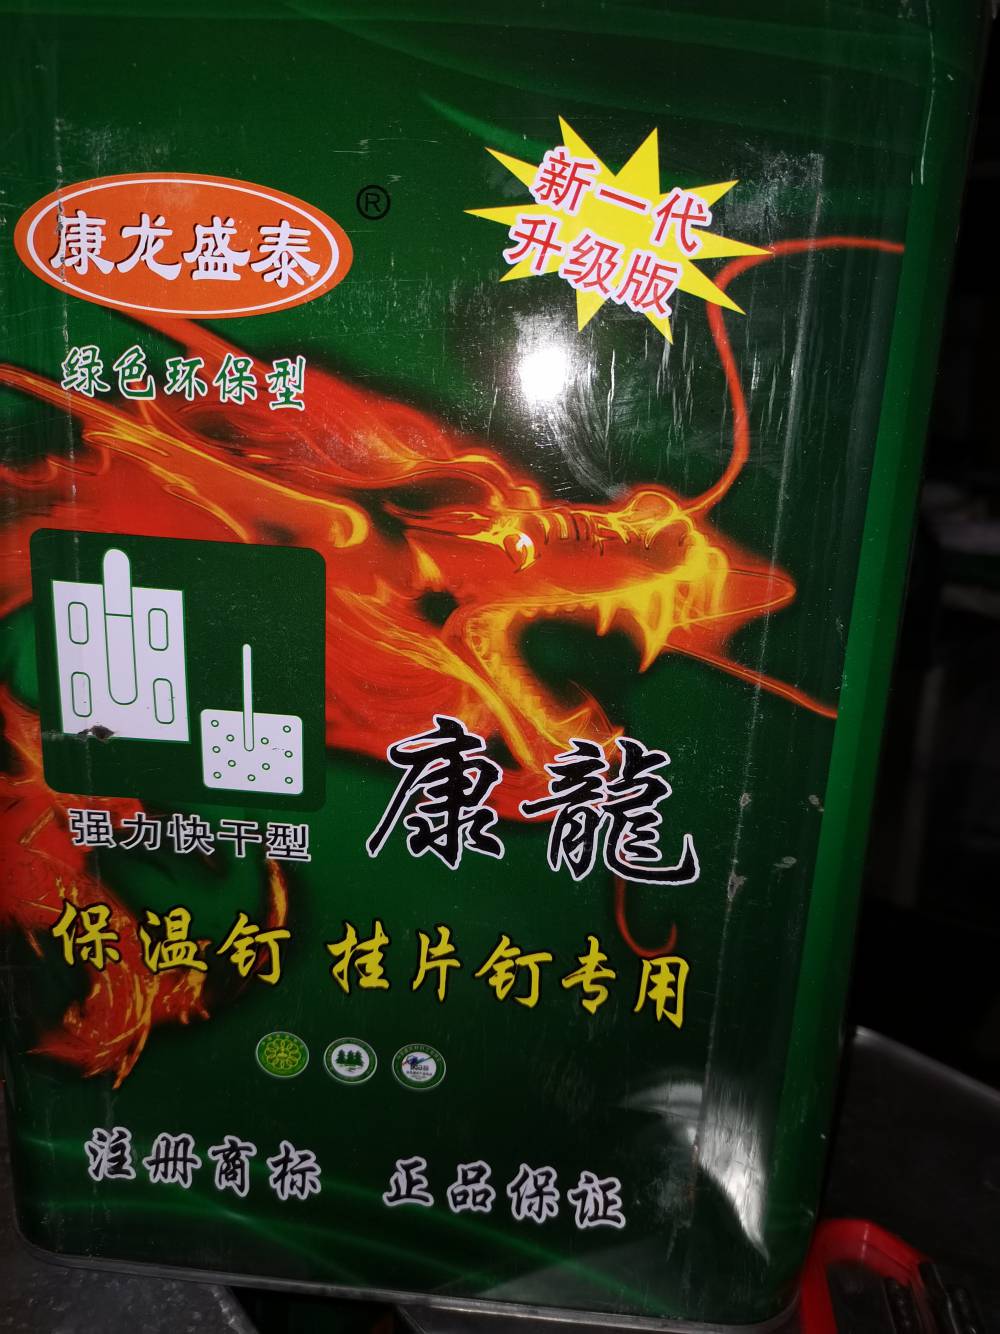 康龙盛泰
®
新一代
升级版
绿色环保型
强力快干型
康龍
保温钉 挂片钉专用
注册商标 正品保证